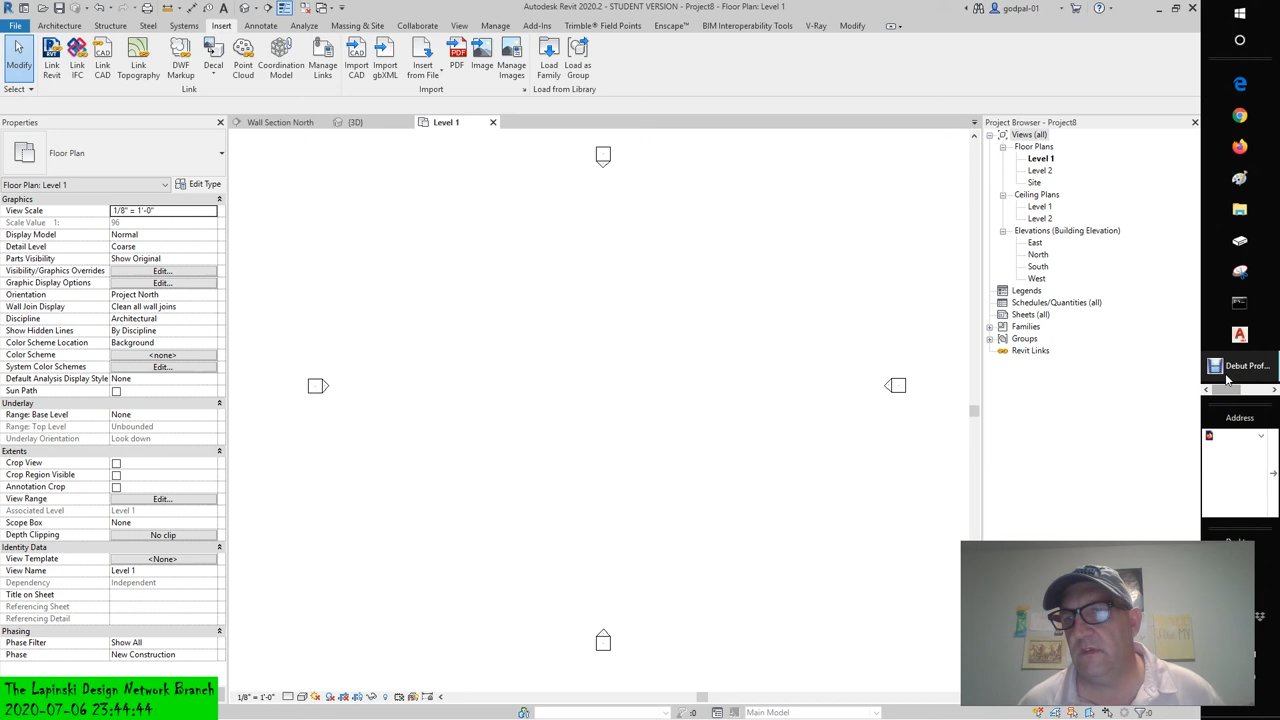 Autodesk Revit 2020.2 - STUDENT VERSION - Project8 - Floor Plan: Level 1
godpal-01
File Architecture Structure Steel Systems Insert Annotate Analyze Massing & Site Collaborate View Manage Add-Ins Trimble® Field Points Enscape™ BIM Interoperability Tools V-Ray Modify
Modify
Link Revit
Link IFC
Link CAD
Link Topography
DWF Markup
Decal
Point Cloud
Coordination Model
Manage Links
Import CAD
Import gbXML
Insert from File
PDF
Image
Manage Images
Load Family
Load as Group
Select Link Import Load from Library
Properties
Wall Section North {3D} Level 1
Project Browser - Project8
Floor Plan
Floor Plan: Level 1 Edit Type
Graphics
View Scale 1/8" = 1'-0"
Scale Value 1: 96
Display Model Normal
Detail Level Coarse
Parts Visibility Show Original
Visibility/Graphics Overrides Edit...
Graphic Display Options Edit...
Orientation Project North
Wall Join Display Clean all wall joins
Discipline Architectural
Show Hidden Lines By Discipline
Color Scheme Location Background
Color Scheme <none>
System Color Schemes Edit...
Default Analysis Display Style None
Sun Path
Underlay
Range: Base Level None
Range: Top Level Unbounded
Underlay Orientation Look down
Extents
Crop View
Crop Region Visible
Annotation Crop
View Range Edit...
Associated Level Level 1
Scope Box None
Depth Clipping No clip
Identity Data
View Template <None>
View Name Level 1
Dependency Independent
Title on Sheet
Referencing Sheet
Referencing Detail
Phasing
Phase Filter Show All
Phase New Construction
Views (all)
Floor Plans
Level 1
Level 2
Site
Ceiling Plans
Level 1
Level 2
Elevations (Building Elevation)
East
North
South
West
Legends
Schedules/Quantities (all)
Sheets (all)
Families
Groups
Revit Links
Debut Prof...
Address
The Lapinski Design Network Branch
2020-07-06 23:44:44
1/8" = 1'-0"
:0
Main Model
:0